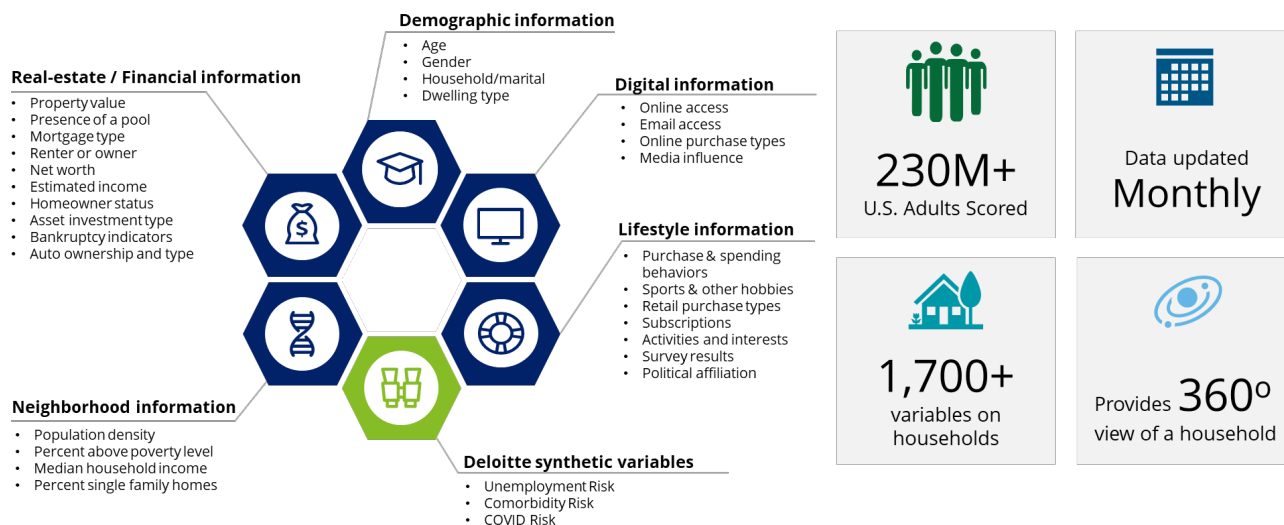 Demographic information
• Age
• Gender
• Household/marital
• Dwelling type
Real-estate / Financial information
• Property value
• Presence of a pool
• Mortgage type
• Renter or owner
• Net worth
• Estimated income
• Homeowner status
• Asset investment type
• Bankruptcy indicators
• Auto ownership and type
$
Digital information
• Online access
• Email access
• Online purchase types
• Media influence
Lifestyle information
• Purchase & spending
behaviors
• Sports & other hobbies
• Retail purchase types
• Subscriptions
• Activities and interests
• Survey results
• Political affiliation
Neighborhood information
• Population density
• Percent above poverty level
• Median household income
• Percent single family homes
Deloitte synthetic variables
• Unemployment Risk
• Comorbidity Risk
• COVID Risk
230M+
U.S. Adults Scored
Data updated
Monthly
1,700+
variables on
households
Provides 360º
view of a household